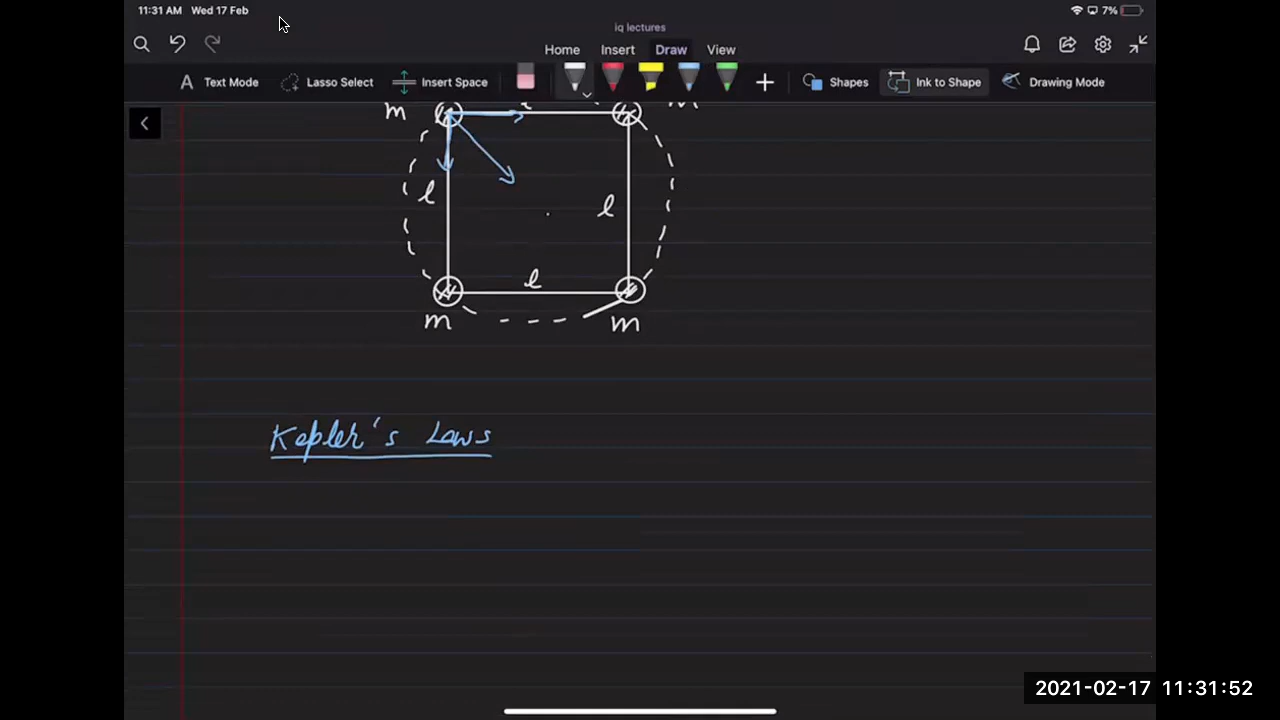 11:31 AM Wed 17 Feb
7%
iq lectures
Home Insert Draw View
Text Mode Lasso Select Insert Space Shapes Ink to Shape Drawing Mode
m
l l
l
m m
Kepler's Laws
2021-02-17 11:31:52